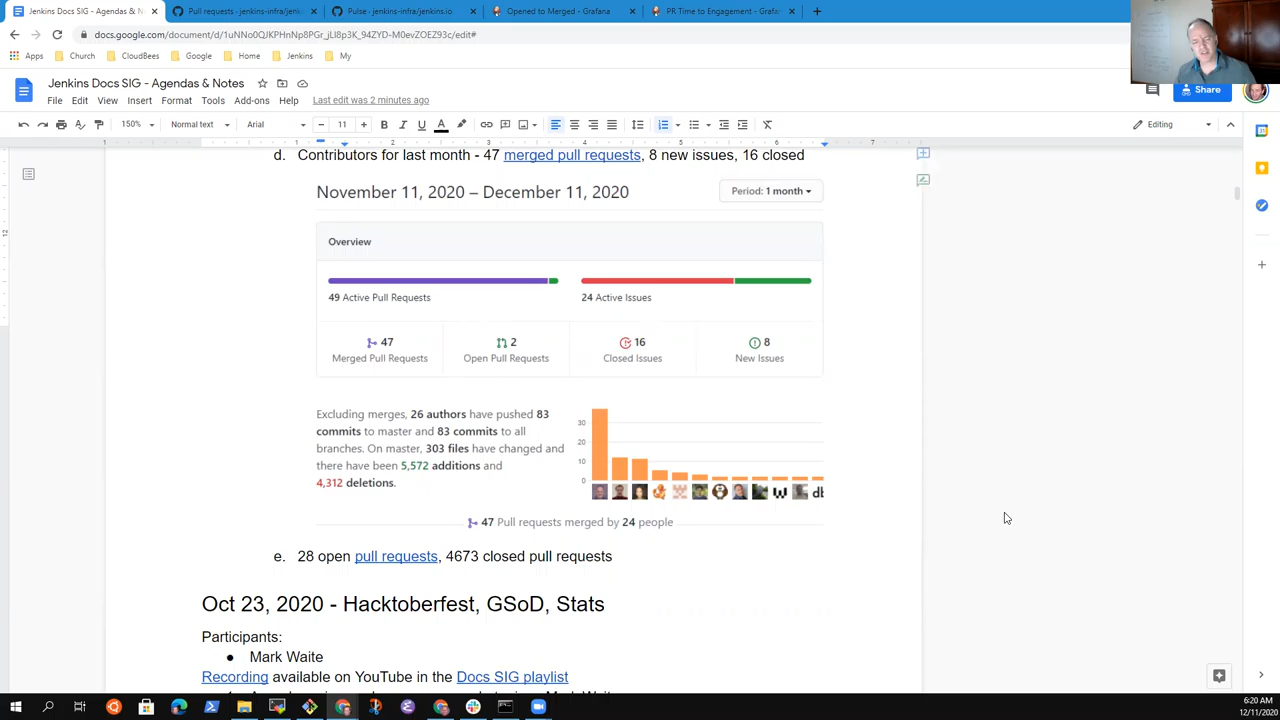 Jenkins Docs SIG - Agendas & N
Pull requests - jenkins-infra/jenk
Pulse - jenkins-infra/jenkins.io
Opened to Merged - Grafana
PR Time to Engagement - Grafan
docs.google.com/document/d/1uNNo0QJKPHnNp8PGr_jLl8p3K_94ZYD-M0evZOEZ93c/edit#
Apps
Church
CloudBees
Google
Home
Jenkins
My
Jenkins Docs SIG - Agendas & Notes
File Edit View Insert Format Tools Add-ons Help Last edit was 2 minutes ago
Share
150% Normal text Arial 11 B I U A Editing
1 1 2 3 4 5 6 7
d. Contributors for last month - 47 merged pull requests, 8 new issues, 16 closed
November 11, 2020 – December 11, 2020
Period: 1 month
Overview
49 Active Pull Requests
24 Active Issues
47
Merged Pull Requests
2
Open Pull Requests
16
Closed Issues
8
New Issues
Excluding merges, 26 authors have pushed 83
commits to master and 83 commits to all
branches. On master, 303 files have changed and
there have been 5,572 additions and
4,312 deletions.
30
20
10
0
47 Pull requests merged by 24 people
e. 28 open pull requests, 4673 closed pull requests
Oct 23, 2020 - Hacktoberfest, GSoD, Stats
Participants:
● Mark Waite
Recording available on YouTube in the Docs SIG playlist
6:20 AM
12/11/2020